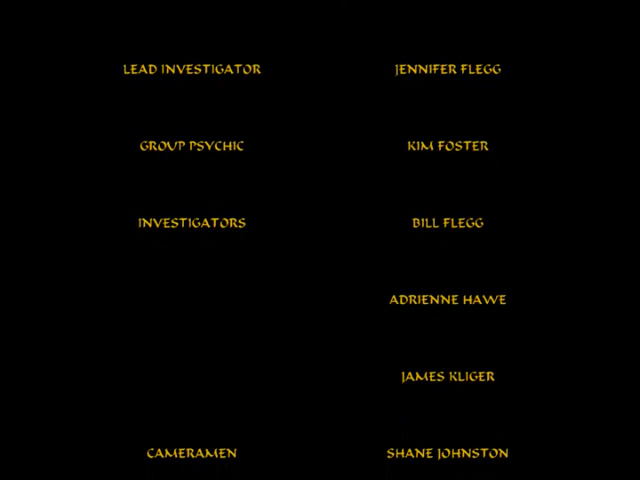 LEAD INVESTIGATOR JENNIFER FLEGG
GROUP PSYCHIC KIM FOSTER
INVESTIGATORS BILL FLEGG
ADRIENNE HAWE
JAMES KLIGER
CAMERAMEN SHANE JOHNSTON